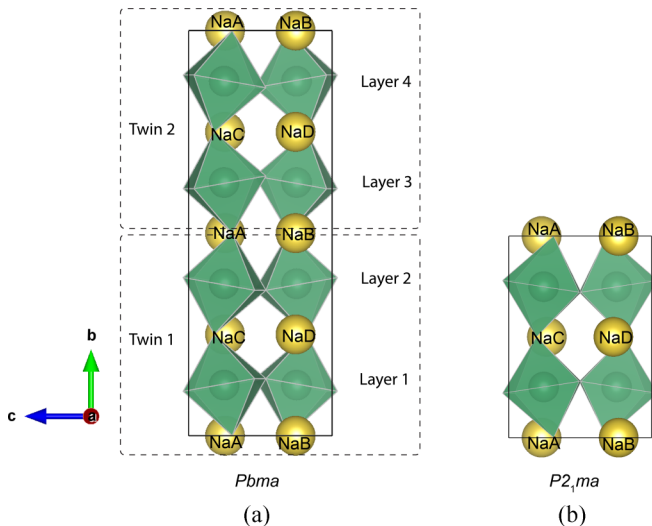 NaA NaB
Layer 4
Twin 2
NaC NaD
Layer 3
NaA NaB
NaA NaB
Layer 2
b
Twin 1
NaC NaD
NaC NaD
Layer 1
c a
NaA NaB
NaA NaB
Pbma
P2₁ma
(a)
(b)